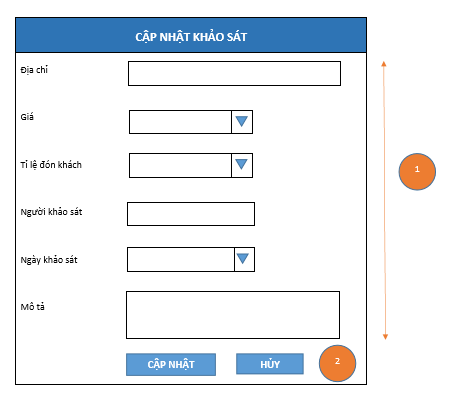 CẬP NHẬT KHẢO SÁT
Địa chỉ
Giá
Tỉ lệ đón khách
Người khảo sát
Ngày khảo sát
Mô tả
1
CẬP NHẬT HỦY 2